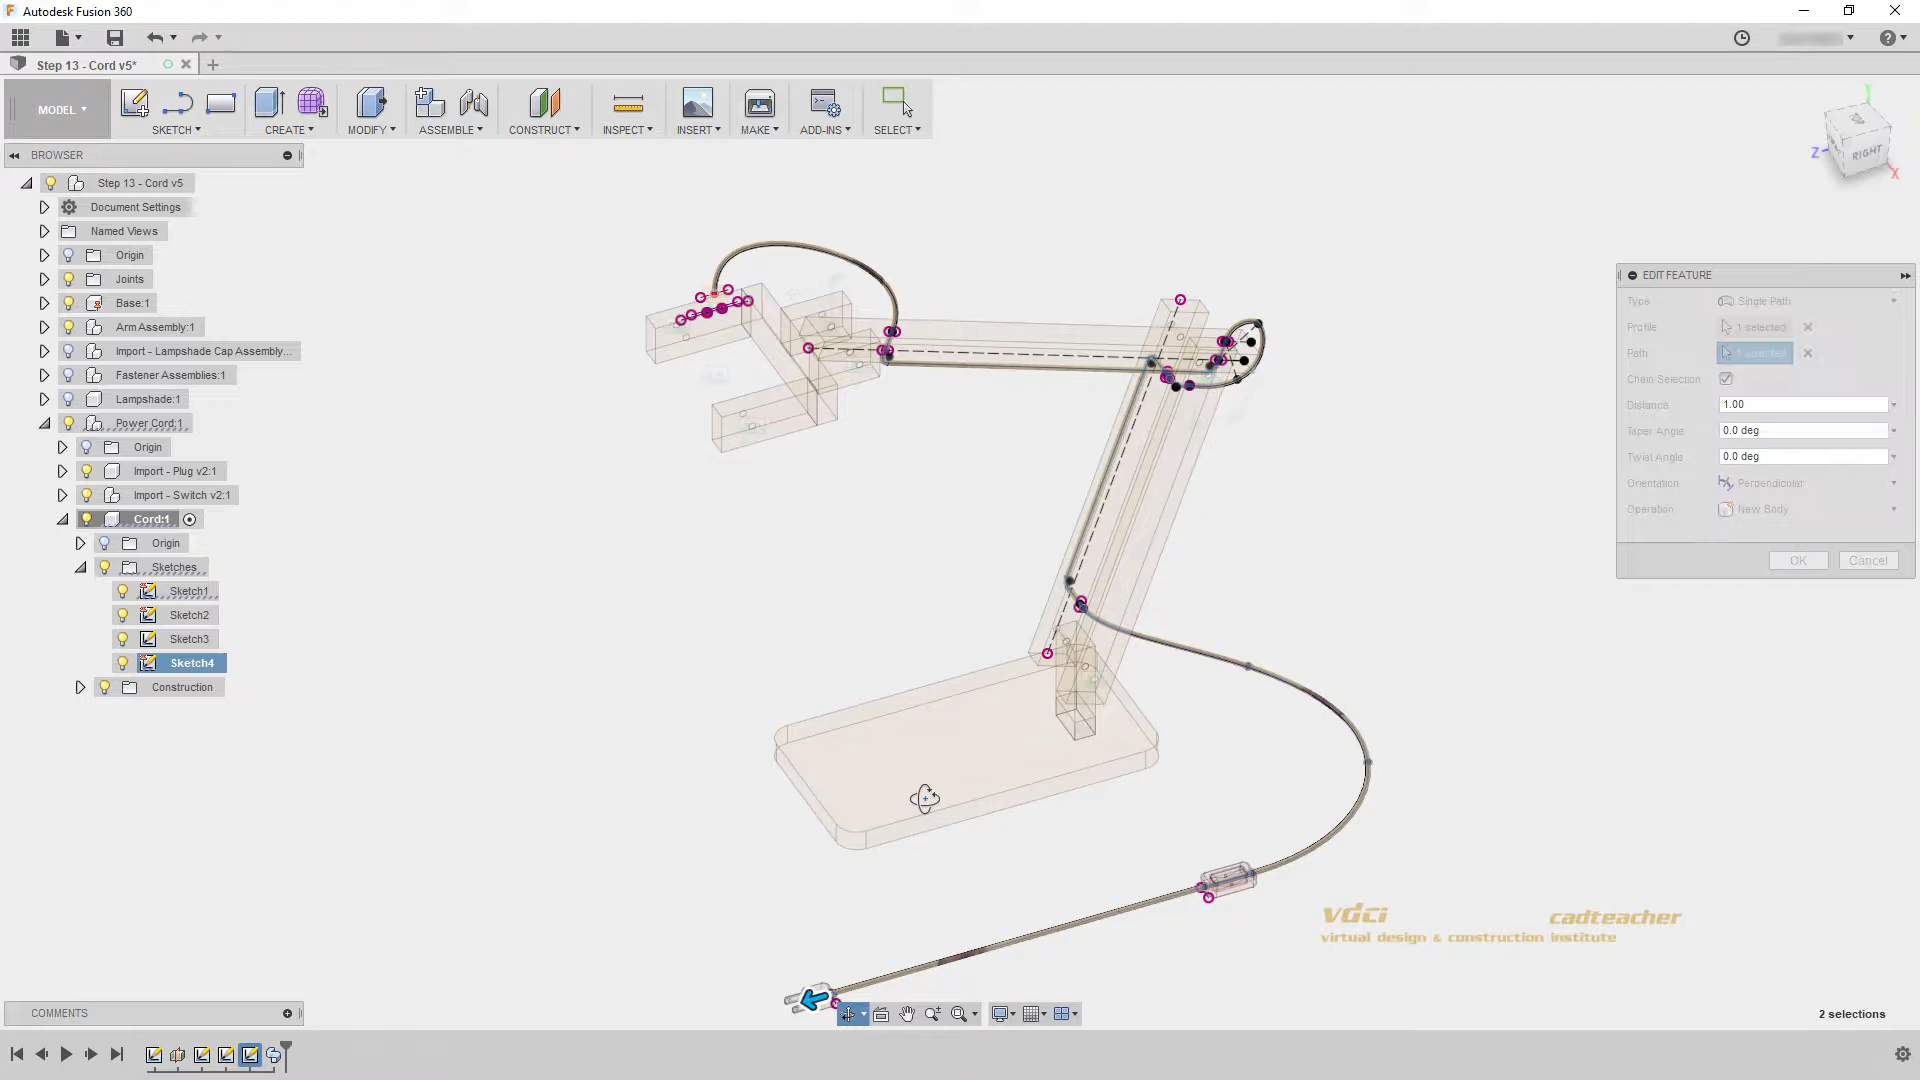 Autodesk Fusion 360
Step 13 - Cord v5*
MODEL
SKETCH
CREATE
MODIFY
ASSEMBLE
CONSTRUCT
INSPECT
INSERT
MAKE
ADD-INS
SELECT
BROWSER
Step 13 - Cord v5
Document Settings
Named Views
Origin
Joints
Base:1
Arm Assembly:1
Import - Lampshade Cap Assembly...
Fastener Assemblies:1
Lampshade:1
Power Cord:1
Origin
Import - Plug v2:1
Import - Switch v2:1
Cord:1
Origin
Sketches
Sketch1
Sketch2
Sketch3
Sketch4
Construction
Y
Z
RIGHT
X
EDIT FEATURE
Type
Single Path
Profile
1 selected
Path
1 selected
Chain Selection
Distance
1.00
Taper Angle
0.0 deg
Twist Angle
0.0 deg
Orientation
Perpendicular
Operation
New Body
OK
Cancel
vdci
cadteacher
virtual design & construction institute
COMMENTS
2 selections